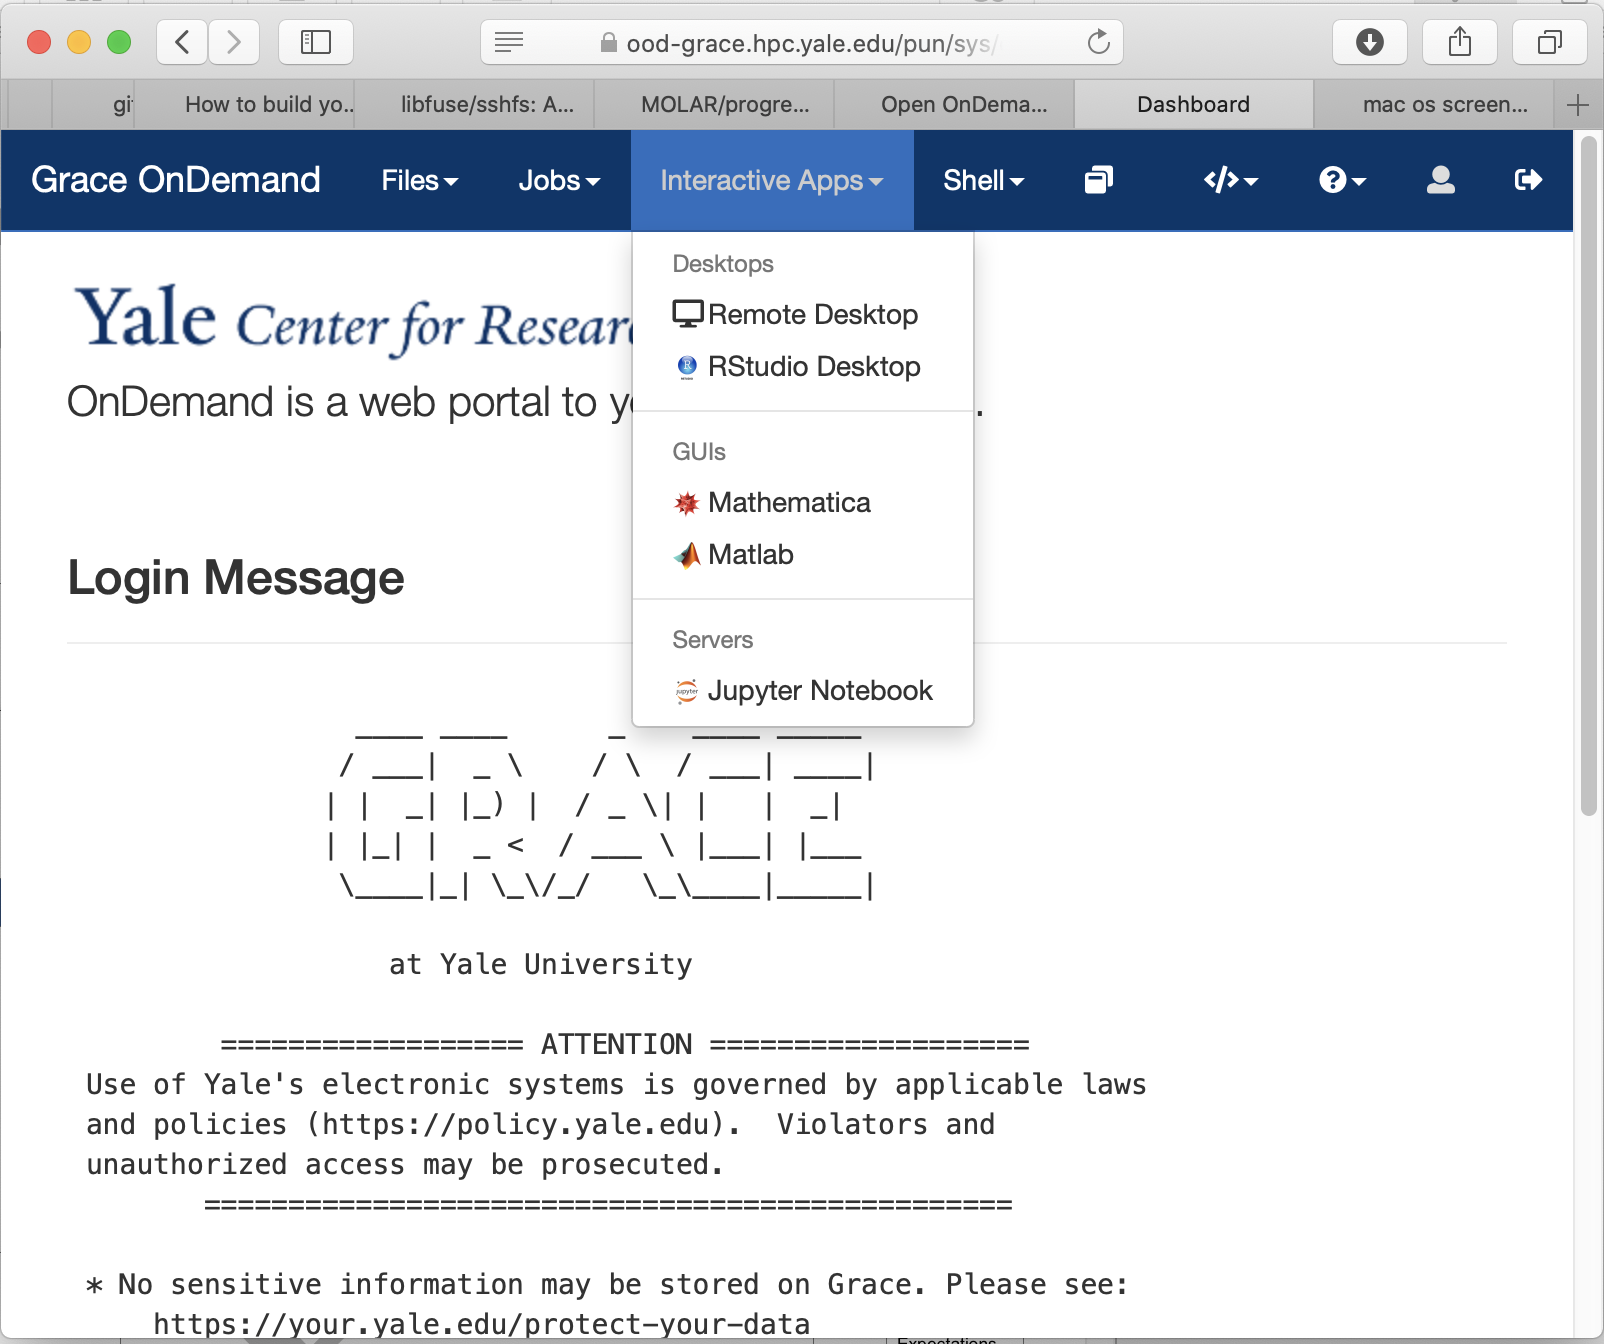 ood-grace.hpc.yale.edu/pun/sys/
How to build yo..
libfuse/sshfs: A...
MOLAR/progre...
Open OnDema...
Dashboard
mac os screen...
Grace OnDemand
Files
Jobs
Interactive Apps
Shell
Desktops
Remote Desktop
RStudio Desktop
GUIs
Mathematica
Matlab
Servers
Jupyter Notebook
Yale Center for Resear
OnDemand is a web portal to y .
Login Message
 ____ ____      _    ____ _____
/ ___|  _ \    / \  / ___| ____|
| |  _| |_) |  / _ \| |   |  _|
| |_| |  _ <  / ___ \ |___| |___
\____|_| \_\/_/   \_\____|_____|
at Yale University
================== ATTENTION ===================
Use of Yale's electronic systems is governed by applicable laws
and policies (https://policy.yale.edu).  Violators and
unauthorized access may be prosecuted.
================================================
* No sensitive information may be stored on Grace. Please see:
https://your.yale.edu/protect-your-data